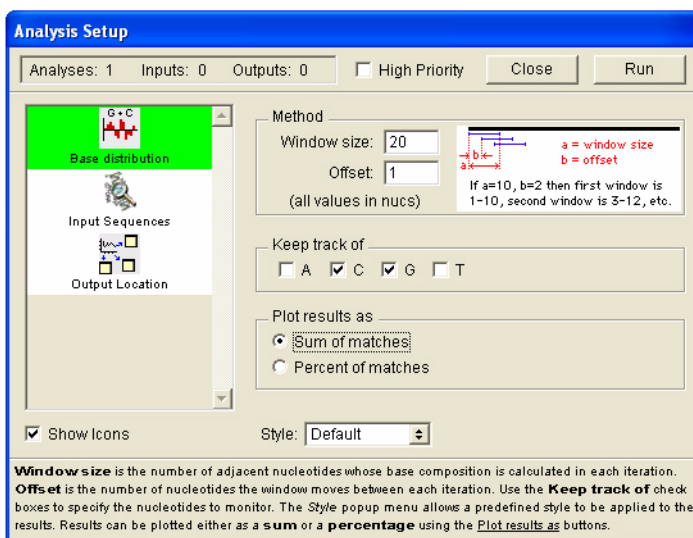 Analysis Setup
Analyses: 1 Inputs: 0 Outputs: 0 High Priority Close Run
G+C
Base distribution
Input Sequences
Output Location
Method
Window size: 20
Offset: 1
(all values in nucs)
b
a
a = window size
b = offset
If a=10, b=2 then first window is
1-10, second window is 3-12, etc.
Keep track of
A C G T
Plot results as
Sum of matches
Percent of matches
Show Icons Style: Default
Window size is the number of adjacent nucleotides whose base composition is calculated in each iteration.
Offset is the number of nucleotides the window moves between each iteration. Use the Keep track of check
boxes to specify the nucleotides to monitor. The Style popup menu allows a predefined style to be applied to the
results. Results can be plotted either as a sum or a percentage using the Plot results as buttons.